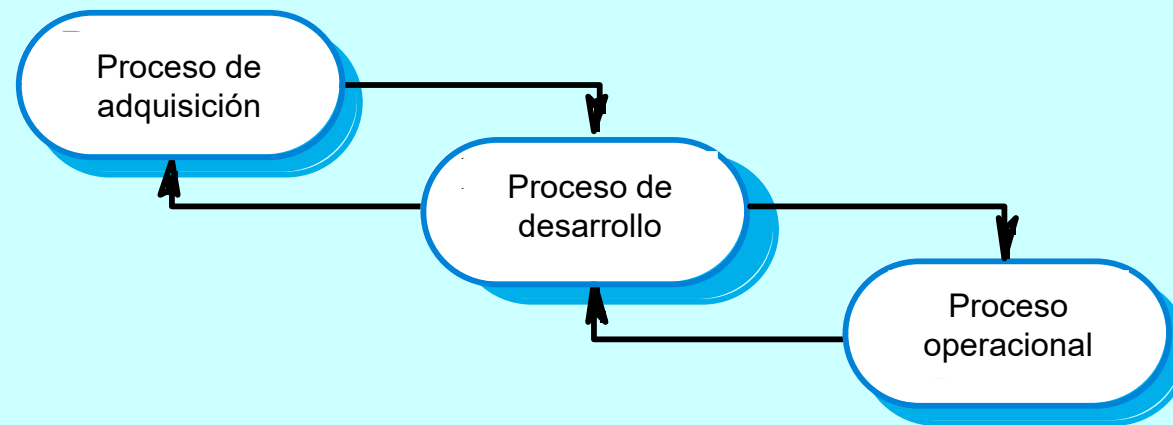 Proceso de
adquisición
Proceso de
desarrollo
Proceso
operacional